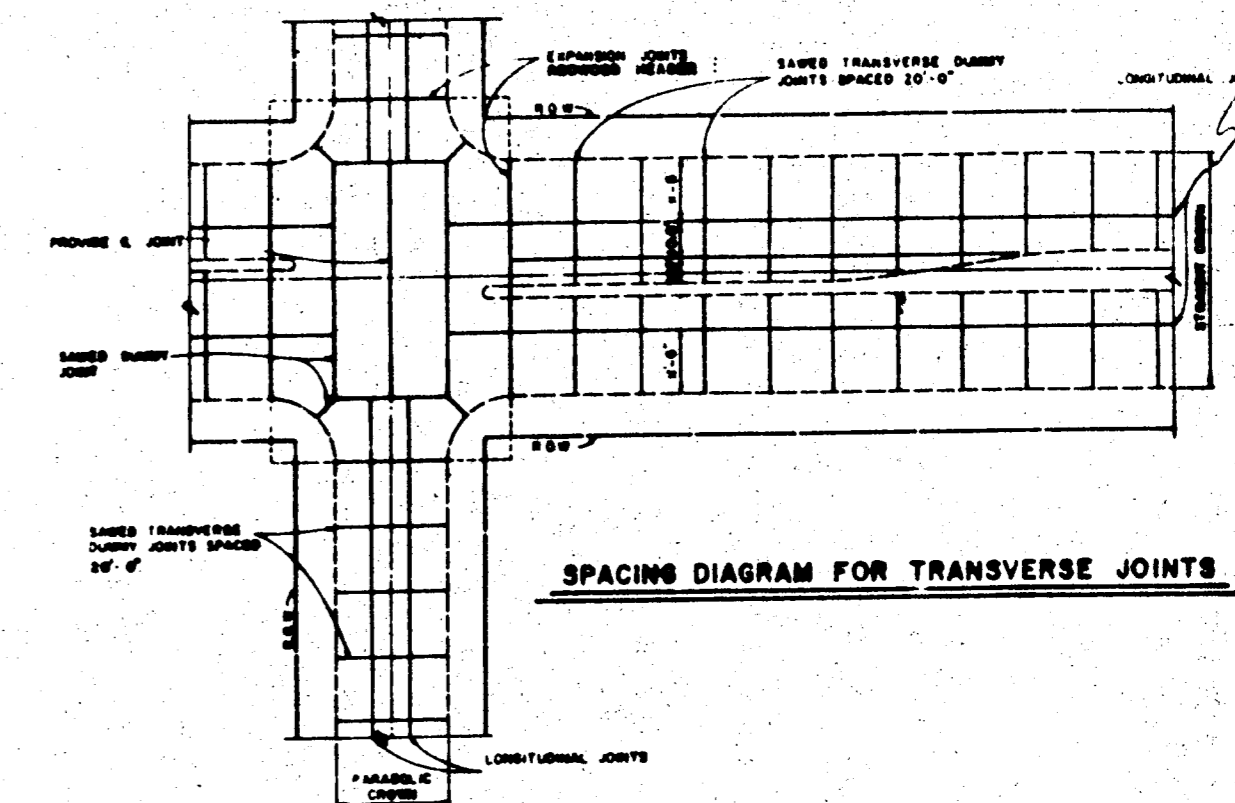 EXPANSION JOINTS
REDWOOD HEADER
SAWED TRANSVERSE DUMMY
JOINTS SPACED 20'-0"
LONGITUDINAL J
R O W
PROVIDE ℄ JOINT
STRAIGHT CROWN
SAWED DUMMY
JOINT
R O W
SAWED TRANSVERSE
DUMMY JOINTS SPACED
20'-0"
SPACING DIAGRAM FOR TRANSVERSE JOINTS
R O W
LONGITUDINAL JOINTS
PARABOLIC
CROWN